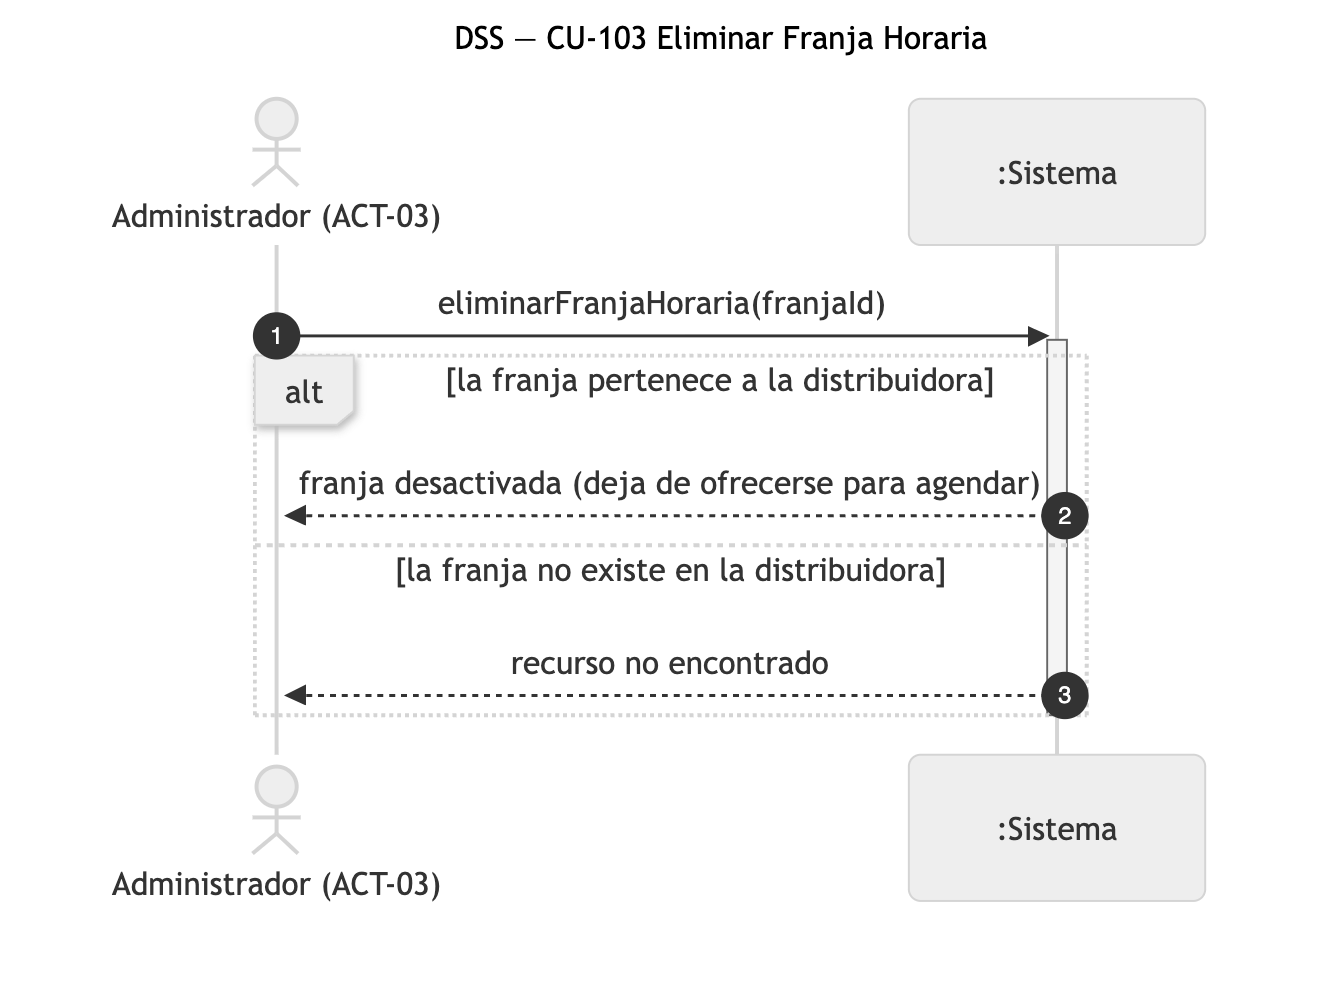 DSS — CU-103 Eliminar Franja Horaria
Administrador (ACT-03)
:Sistema
eliminarFranjaHoraria(franjaId)
1
alt
[la franja pertenece a la distribuidora]
franja desactivada (deja de ofrecerse para agendar)
2
[la franja no existe en la distribuidora]
recurso no encontrado
3
Administrador (ACT-03)
:Sistema